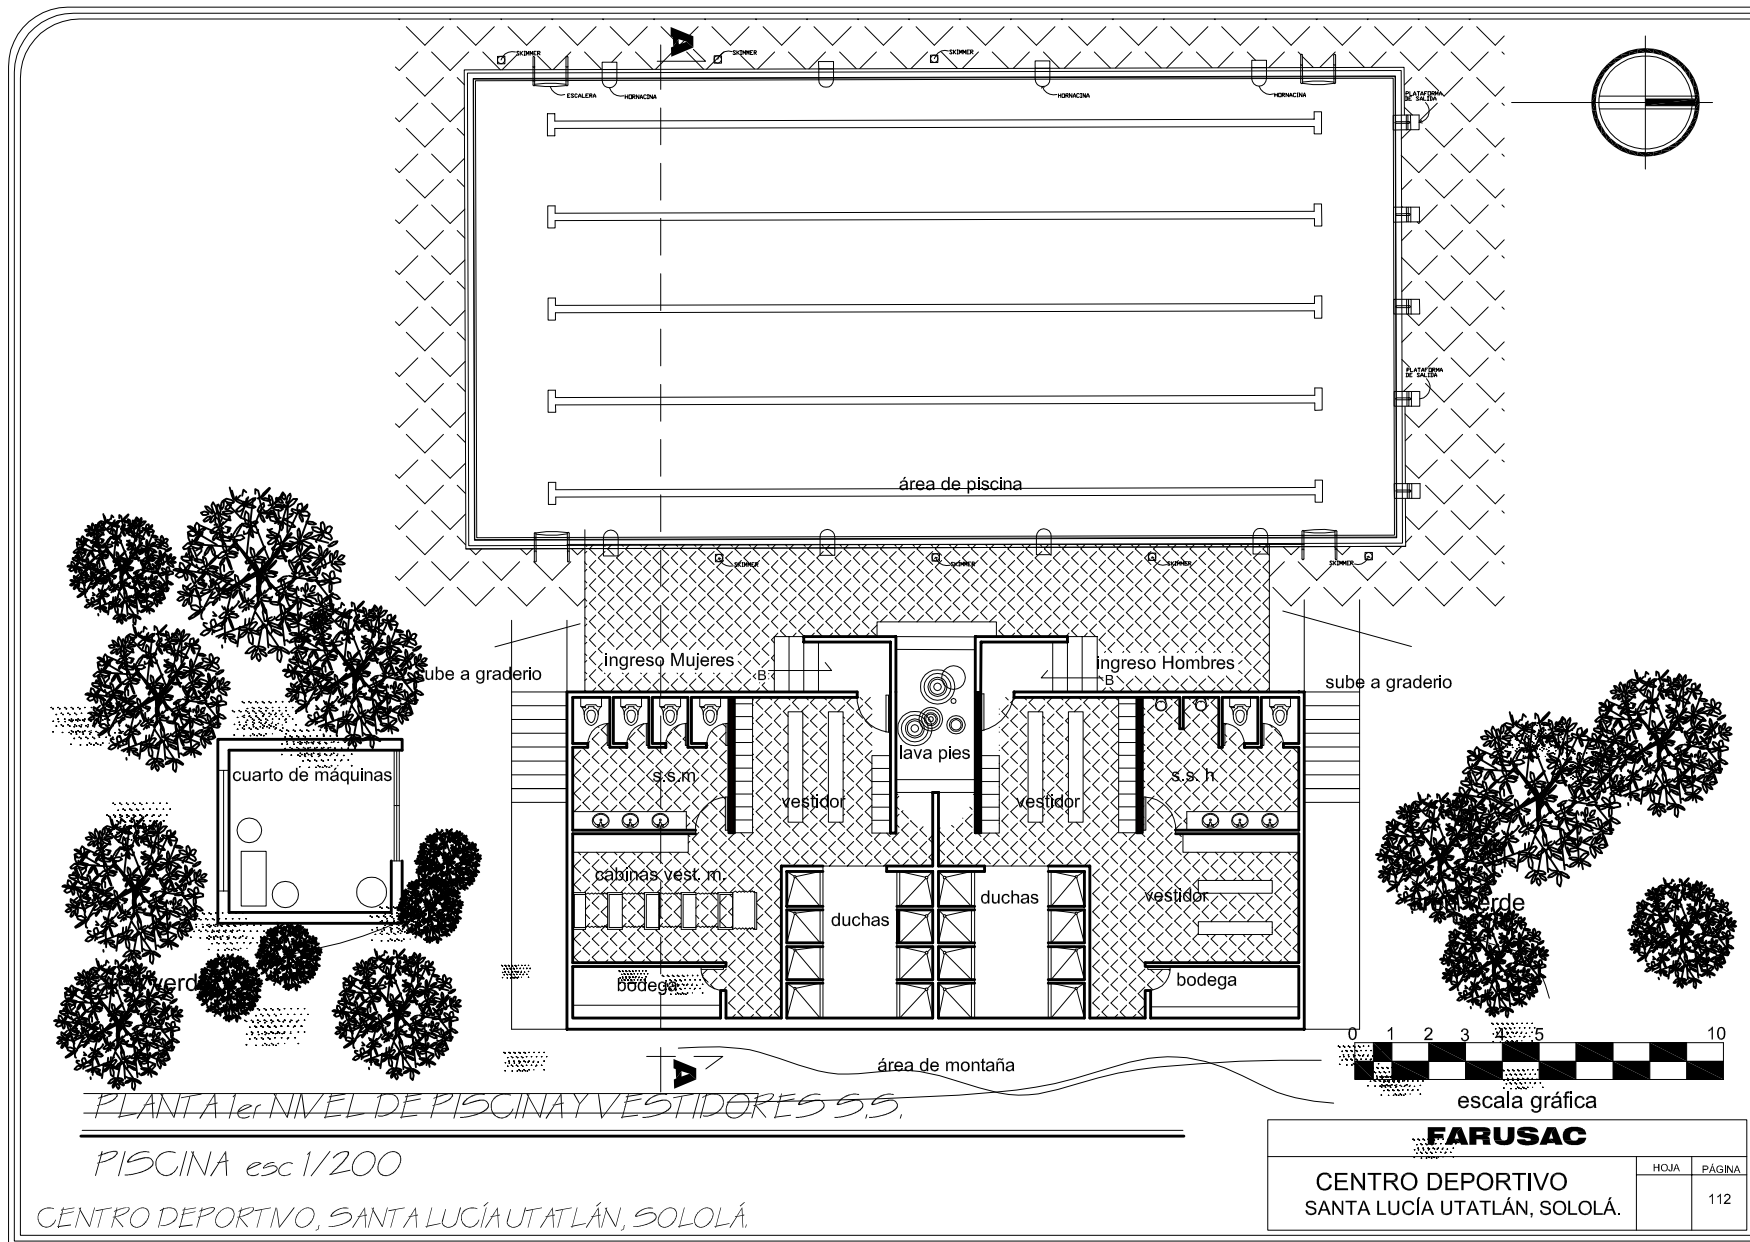 A
SKIMMER
SKIMMER
SKIMMER
ESCALERA
HORNACINA
HORNACINA
HORNACINA
PLATAFORMA
DE SALIDA
PLATAFORMA
DE SALIDA
área de piscina
SKIMMER
SKIMMER
SKIMMER
SKIMMER
ingreso Mujeres
B
ingreso Hombres
B
sube a graderio
sube a graderio
lava pies
s.s.m
s.s. h
vestidor
vestidor
cuarto de máquinas
cabinas vest. m.
duchas
duchas
vestidor
verde
bodega
bodega
verd
área de montaña
A
0 1 2 3 4 5 10
escala gráfica
PLANTA 1er NIVEL DE PISCINA Y VESTIDORES S.S.
PISCINA esc 1/200
CENTRO DEPORTIVO, SANTA LUCÍA UTATLÁN, SOLOLÁ.
FARUSAC
CENTRO DEPORTIVO
SANTA LUCÍA UTATLÁN, SOLOLÁ.
HOJA
PÁGINA
112